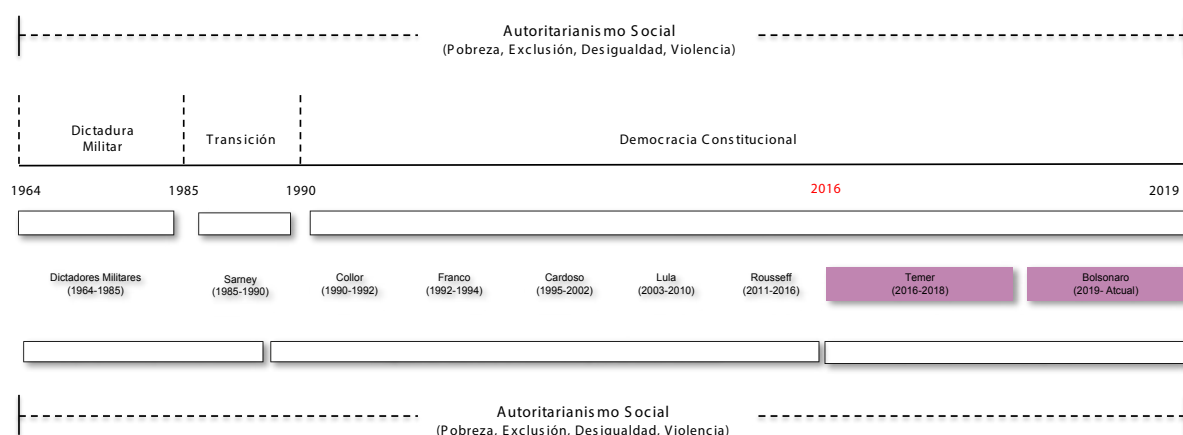 Autoritarianismo Social
(Pobreza, Exclusión, Desigualdad, Violencia)
Dictadura
Militar
Transición
Democracia Constitucional
1964
1985
1990
2016
2019
Dictadores Militares
(1964-1985)
Sarney
(1985-1990)
Collor
(1990-1992)
Franco
(1992-1994)
Cardoso
(1995-2002)
Lula
(2003-2010)
Rousseff
(2011-2016)
Temer
(2016-2018)
Bolsonaro
(2019- Atcual)
Autoritarianismo Social
(Pobreza, Exclusión, Desigualdad, Violencia)